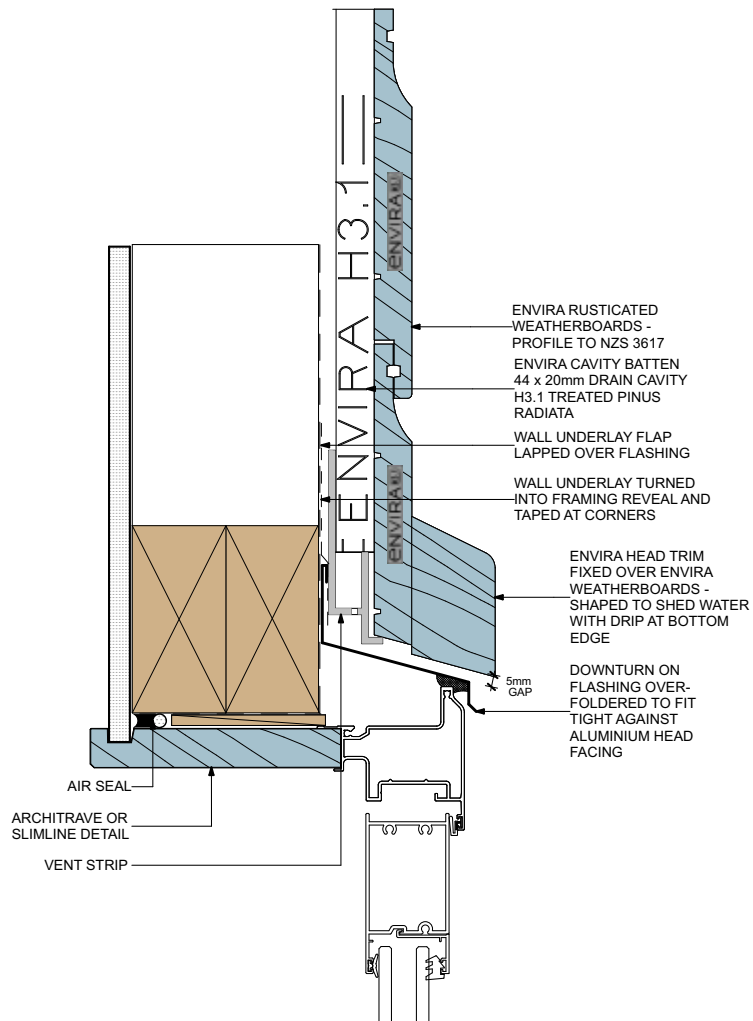 ENVIRA H3.1
ENVIRA
ENVIRA
ENVIRA RUSTICATED
WEATHERBOARDS -
PROFILE TO NZS 3617
ENVIRA CAVITY BATTEN
44 x 20mm DRAIN CAVITY
H3.1 TREATED PINUS
RADIATA
WALL UNDERLAY FLAP
LAPPED OVER FLASHING
WALL UNDERLAY TURNED
INTO FRAMING REVEAL AND
TAPED AT CORNERS
ENVIRA HEAD TRIM
FIXED OVER ENVIRA
WEATHERBOARDS -
SHAPED TO SHED WATER
WITH DRIP AT BOTTOM
EDGE
5mm
GAP
DOWNTURN ON
FLASHING OVER-
FOLDERED TO FIT
TIGHT AGAINST
ALUMINIUM HEAD
FACING
AIR SEAL
ARCHITRAVE OR
SLIMLINE DETAIL
VENT STRIP